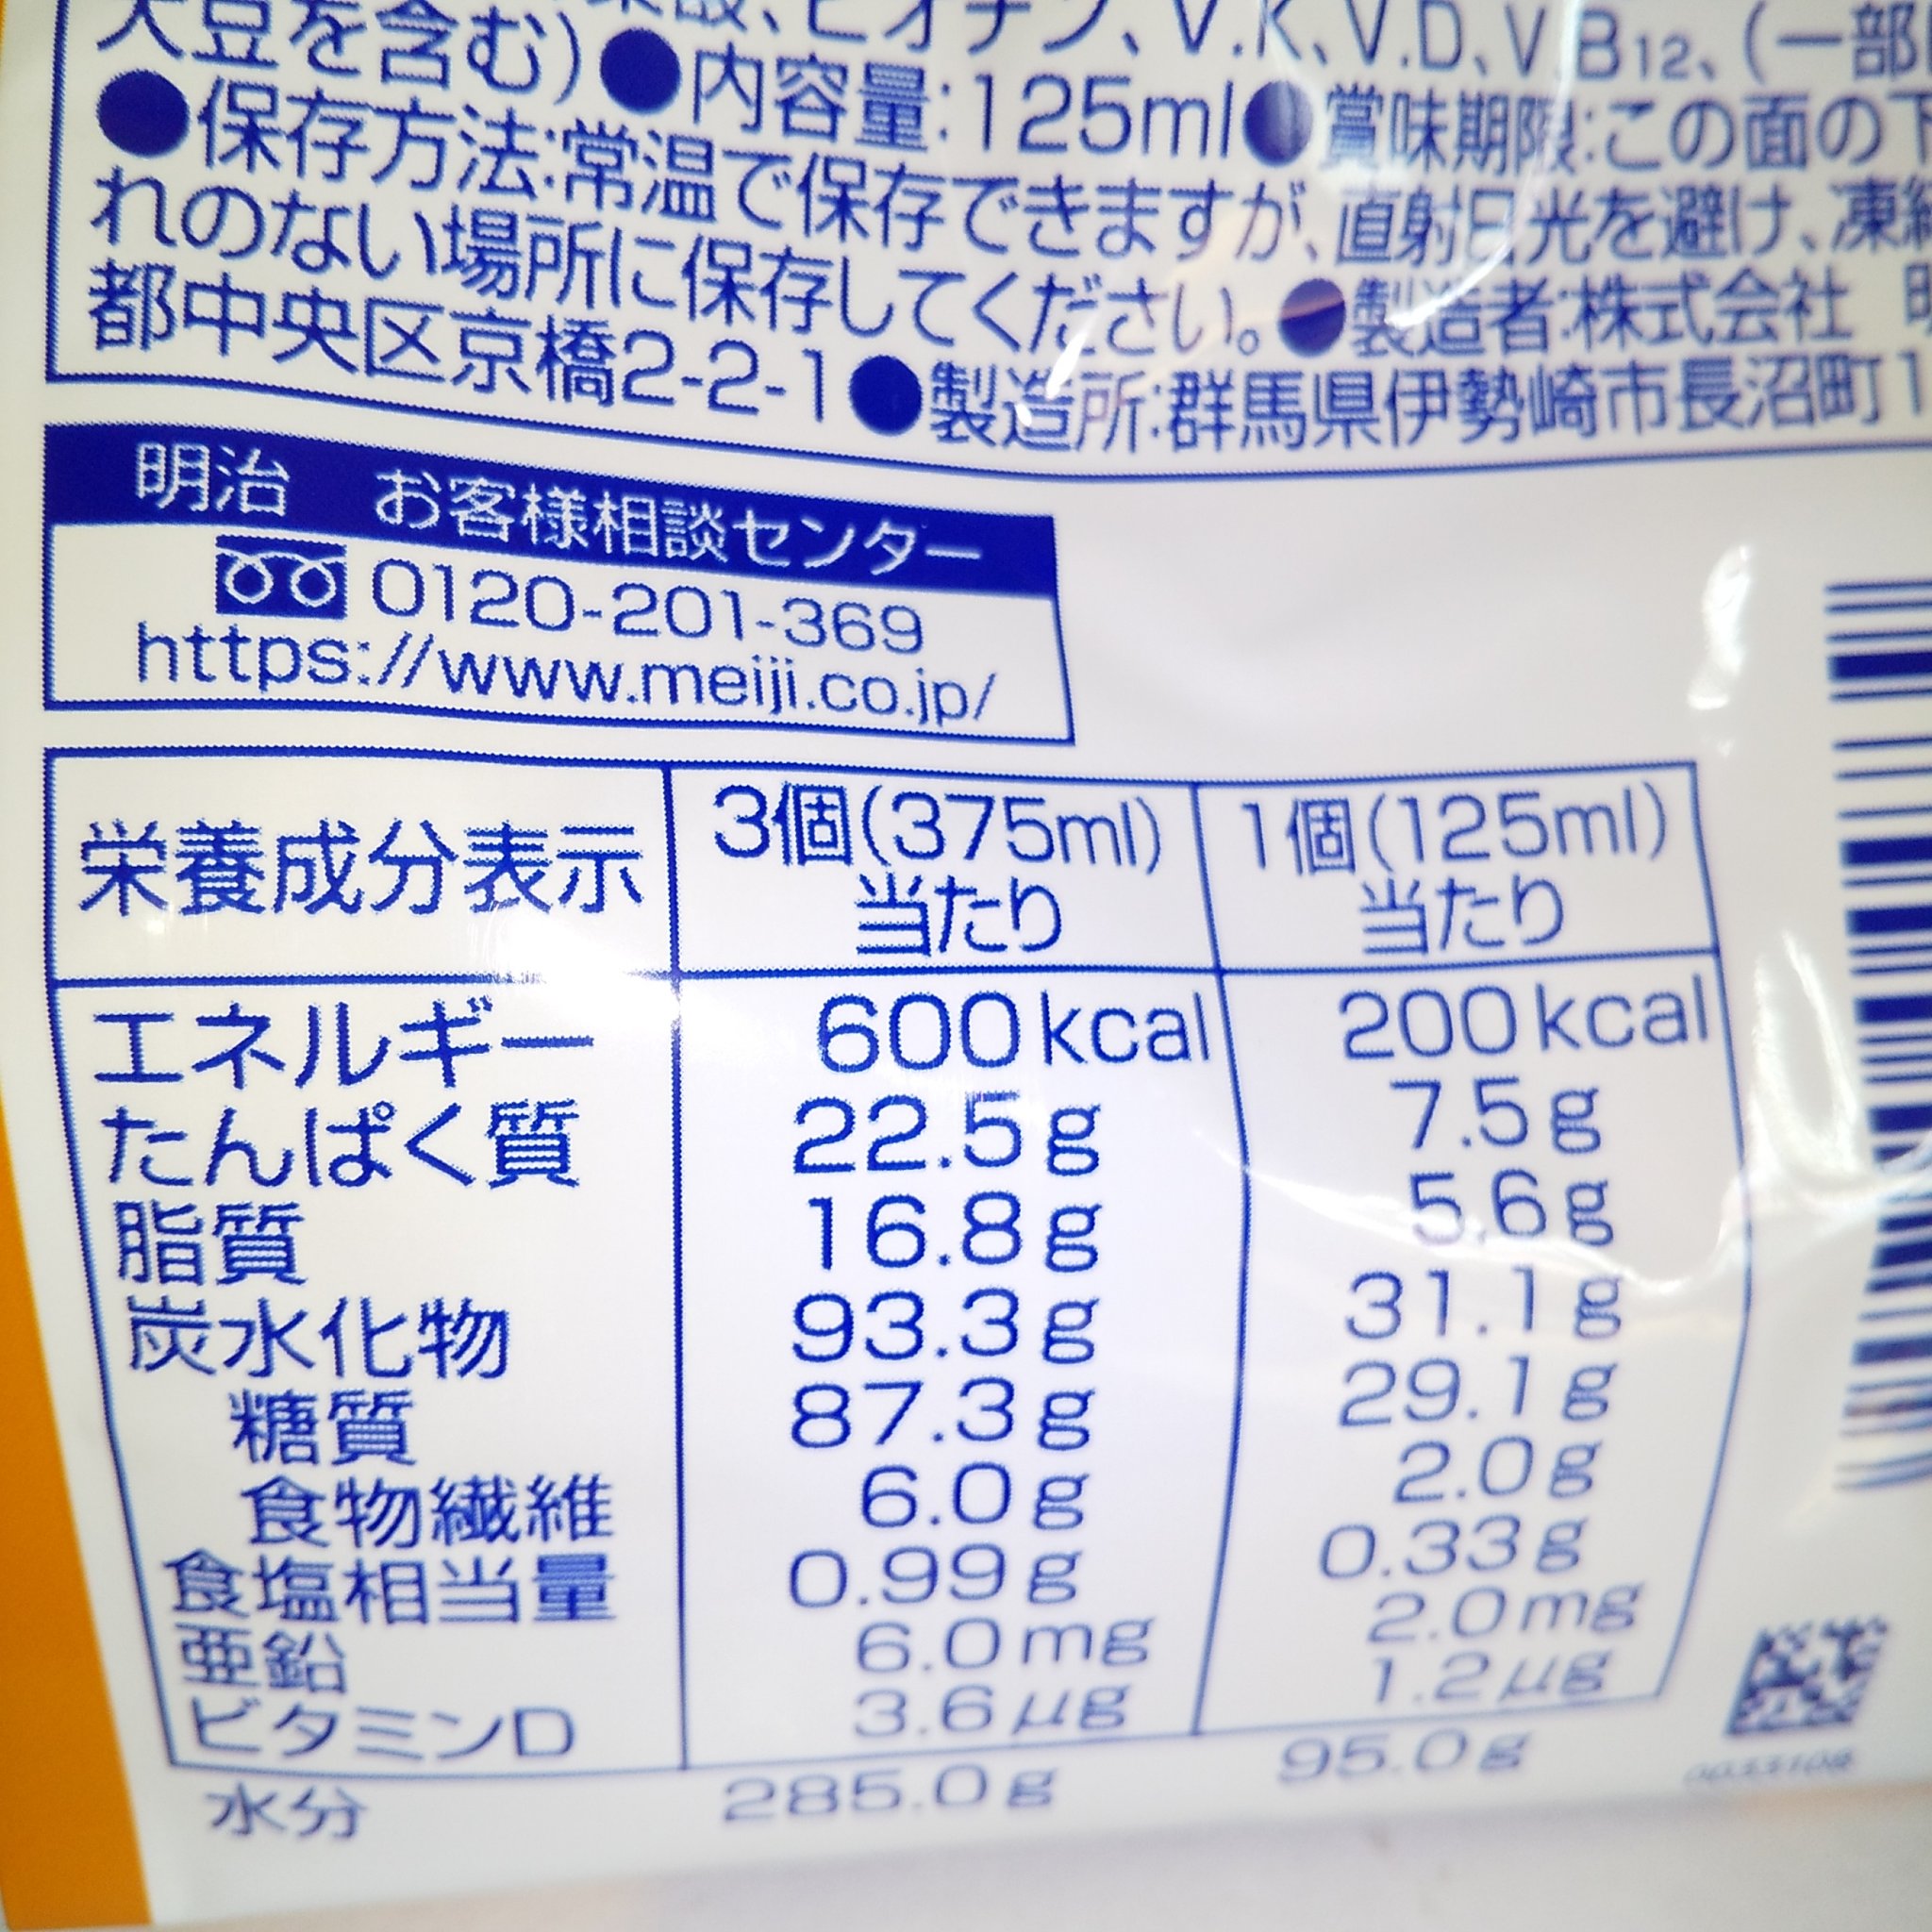 ビオチン、V.K、V.D、V.B12、(一部
大豆を含む)●内容量:125ml●賞味期限:この面の下
●保存方法:常温で保存できますが、直射日光を避け、凍結
れのない場所に保存してください。●製造者:株式会社 明
都中央区京橋2-2-1●製造所:群馬県伊勢崎市長沼町1
明治 お客様相談センター
0120-201-369
https://www.meiji.co.jp/
栄養成分表示 3個(375ml)当たり 1個(125ml)当たり
エネルギー 600kcal 200kcal
たんぱく質 22.5g 7.5g
脂質 16.8g 5.6g
炭水化物 93.3g 31.1g
糖質 87.3g 29.1g
食物繊維 6.0g 2.0g
食塩相当量 0.99g 0.33g
亜鉛 6.0mg 2.0mg
ビタミンD 3.6μg 1.2μg
水分 285.0g 95.0g